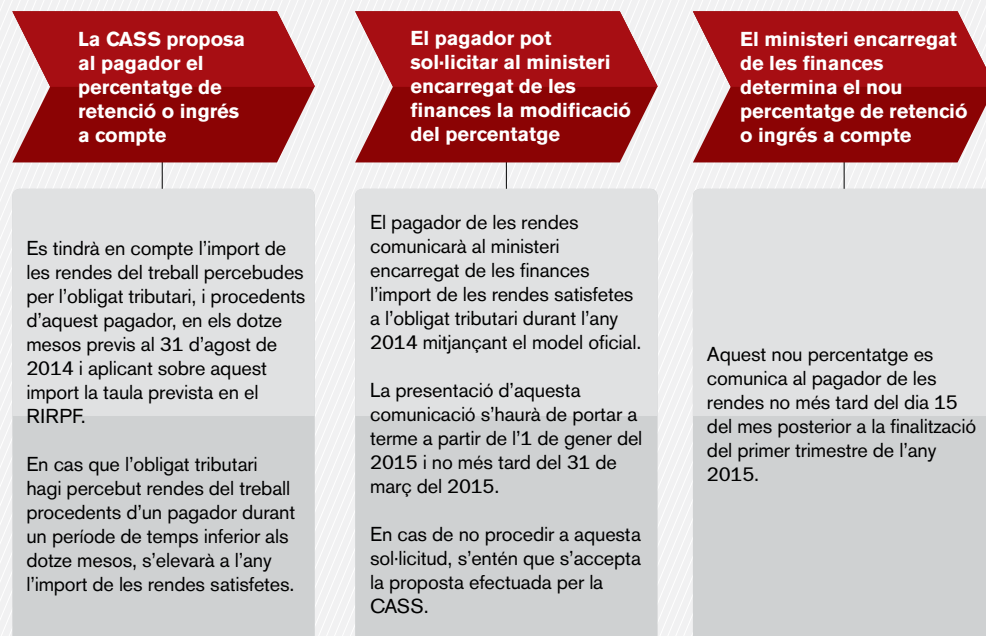 La CASS proposa
al pagador el
percentatge de
retenció o ingrés
a compte
Es tindrà en compte l’import de
les rendes del treball percebudes
per l’obligat tributari, i procedents
d’aquest pagador, en els dotze
mesos previs al 31 d’agost de
2014 i aplicant sobre aquest
import la taula prevista en el
RIRPF.
En cas que l’obligat tributari
hagi percebut rendes del treball
procedents d’un pagador durant
un període de temps inferior als
dotze mesos, s’elevarà a l’any
l’import de les rendes satisfetes.
El pagador pot
sol·licitar al ministeri
encarregat de les
finances la modificació
del percentatge
El pagador de les rendes
comunicarà al ministeri
encarregat de les finances
l’import de les rendes satisfetes
a l’obligat tributari durant l’any
2014 mitjançant el model oficial.
La presentació d’aquesta
comunicació s’haurà de portar a
terme a partir de l’1 de gener del
2015 i no més tard del 31 de
març del 2015.
En cas de no procedir a aquesta
sol·licitud, s’entén que s’accepta
la proposta efectuada per la
CASS.
El ministeri encarregat
de les finances
determina el nou
percentatge de retenció
o ingrés a compte
Aquest nou percentatge es
comunica al pagador de les
rendes no més tard del dia 15
del mes posterior a la finalització
del primer trimestre de l’any
2015.